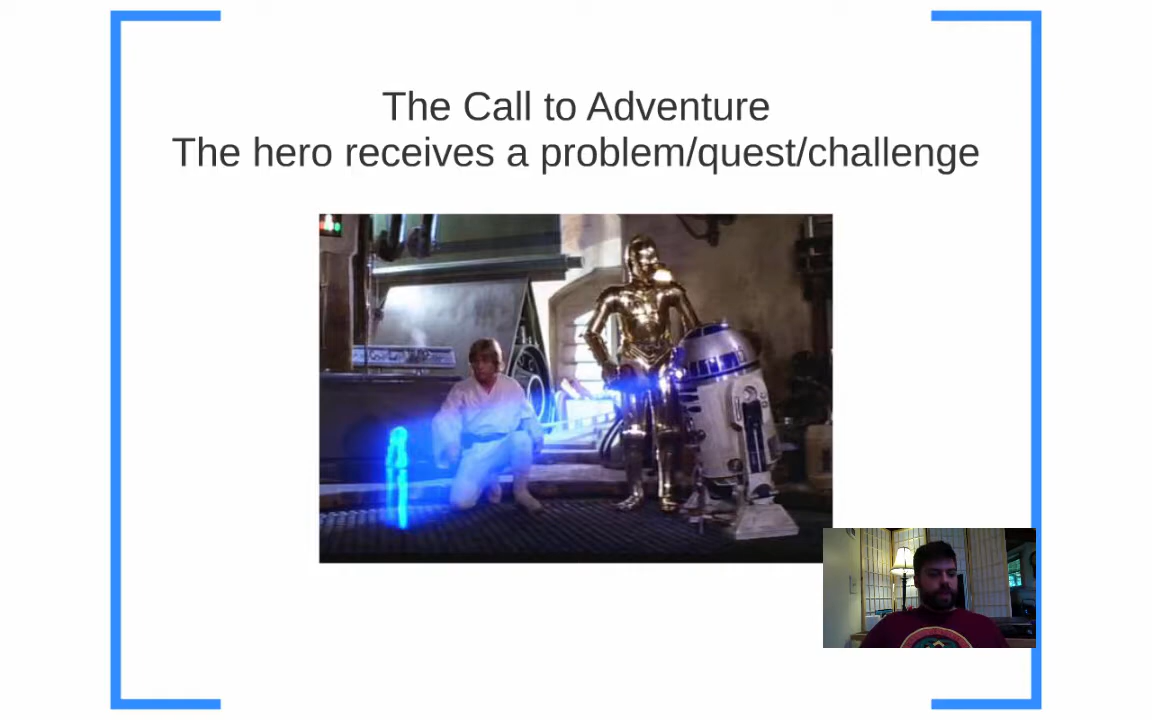 The Call to Adventure
The hero receives a problem/quest/challenge